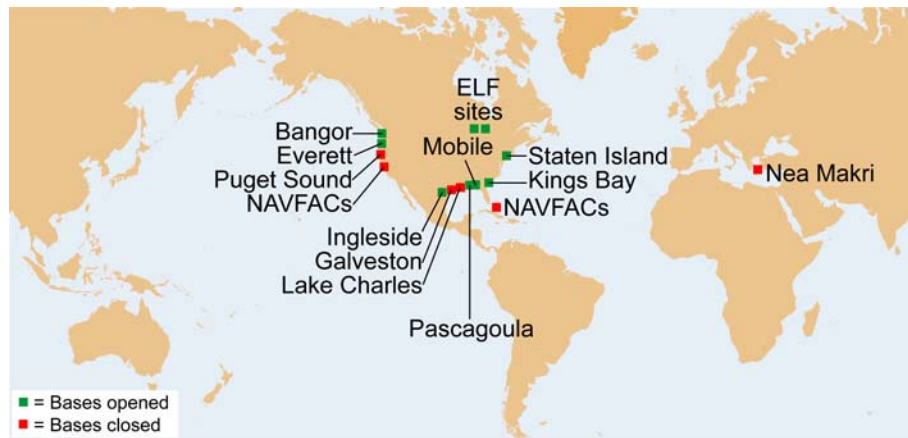 ELF
sites
Bangor
Everett
Mobile
Staten Island
Puget Sound
Kings Bay
Nea Makri
NAVFACs
NAVFACs
Ingleside
Galveston
Lake Charles
Pascagoula
= Bases opened
= Bases closed